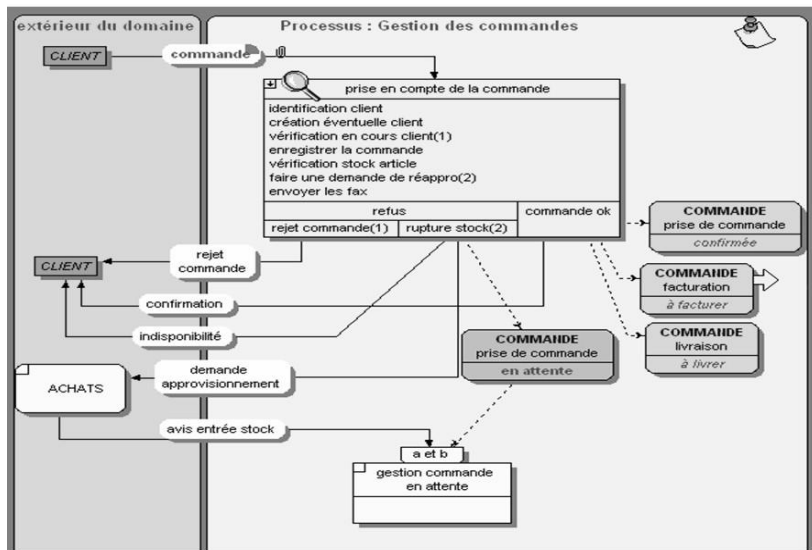 extérieur du domaine
Processus : Gestion des commandes
CLIENT
commande
prise en compte de la commande
identification client
création éventuelle client
vérification en cours client(1)
enregistrer la commande
vérification stock article
faire une demande de réappro(2)
envoyer les fax
refus
commande ok
rejet commande(1)
rupture stock(2)
COMMANDE
prise de commande
confirmée
CLIENT
rejet
commande
COMMANDE
facturation
à facturer
confirmation
indisponibilité
COMMANDE
livraison
à livrer
COMMANDE
prise de commande
en attente
demande
approvisionnement
ACHATS
avis entrée stock
a et b
gestion commande
en attente